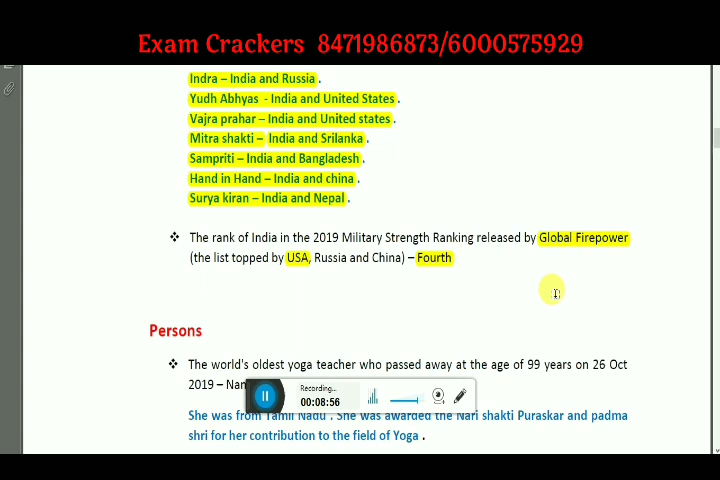 Exam Crackers 8471986873/6000575929
Indra – India and Russia .
Yudh Abhyas - India and United States .
Vajra prahar – India and United states .
Mitra shakti – India and Srilanka .
Sampriti – India and Bangladesh .
Hand in Hand – India and china .
Surya kiran – India and Nepal .
❖ The rank of India in the 2019 Military Strength Ranking released by Global Firepower
(the list topped by USA, Russia and China) – Fourth
Persons
❖ The world's oldest yoga teacher who passed away at the age of 99 years on 26 Oct
2019 –
Recording...
00:08:56
She was from Tamil Nadu . She was awarded the Nari shakti Puraskar and padma
shri for her contribution to the field of Yoga .